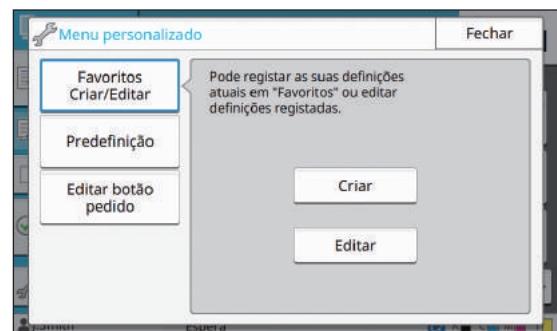 Menu personalizado
Fechar
Favoritos
Criar/Editar
Pode registar as suas definições
atuais em "Favoritos" ou editar
definições registadas.
Predefinição
Criar
Editar botão
pedido
Editar
J.Smith
Espera